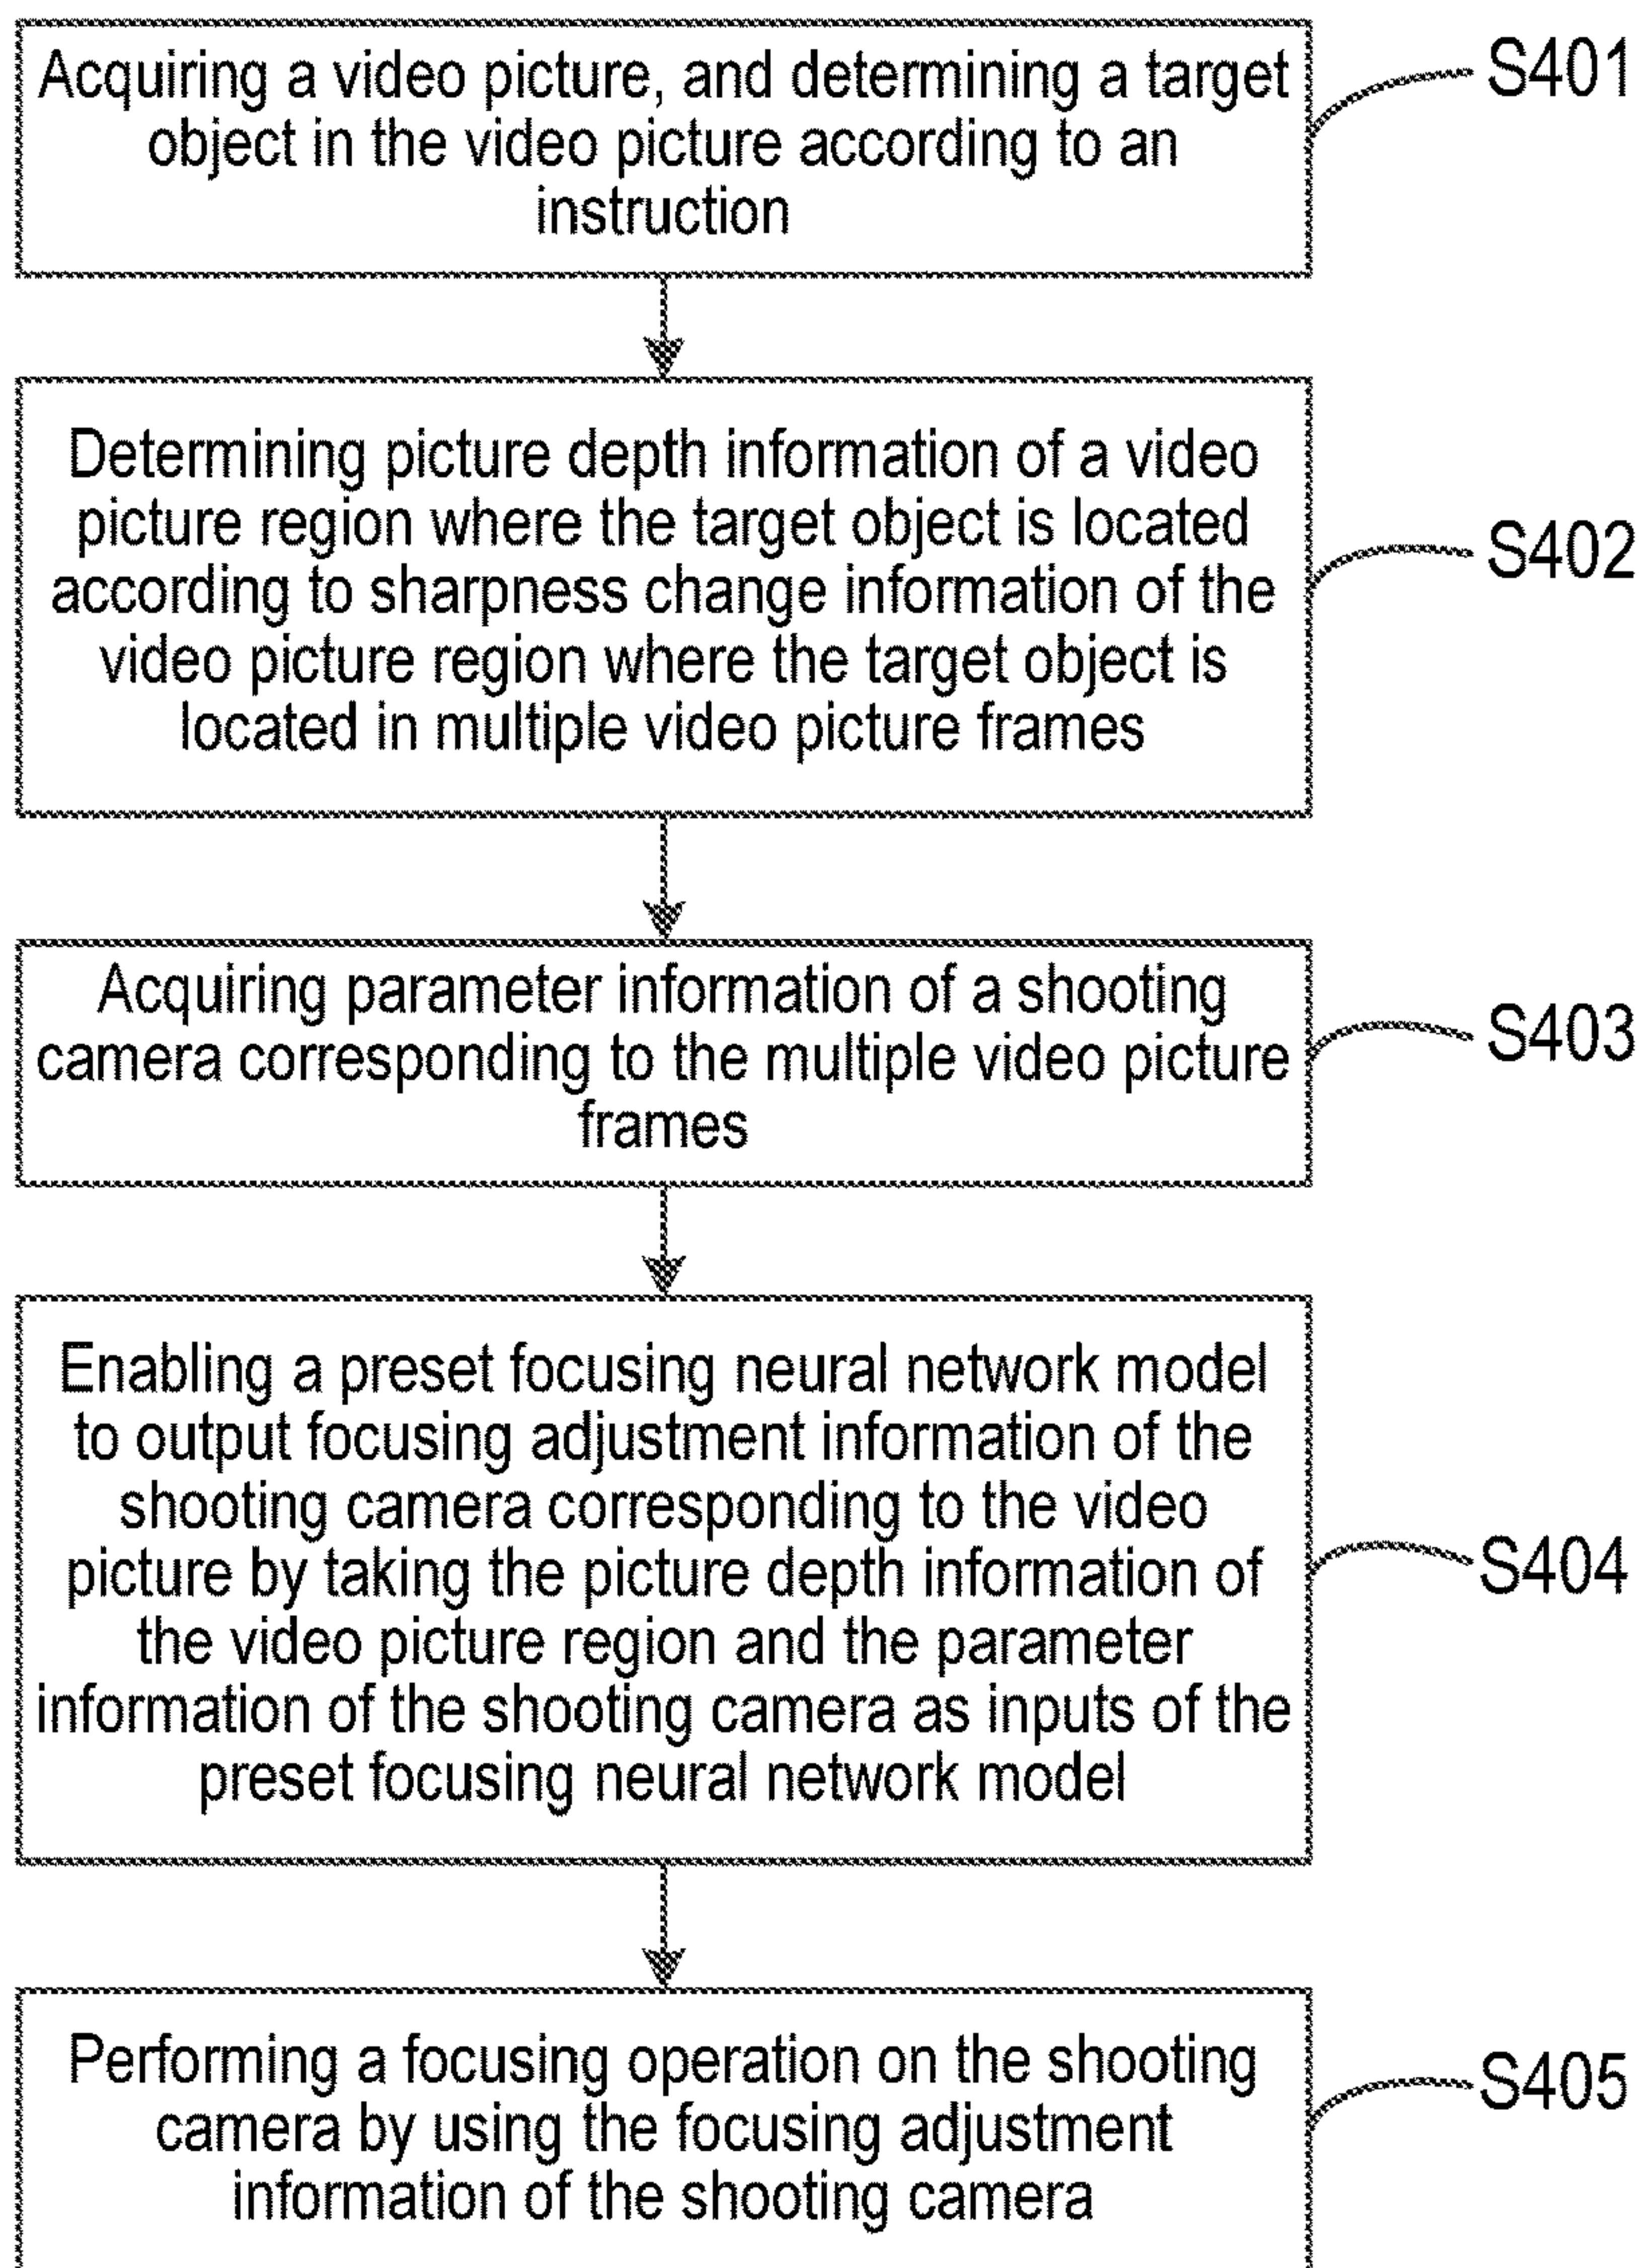 Acquiring a video picture, and determining a target
object in the video picture according to an
instruction
S401
Determining picture depth information of a video
picture region where the target object is located
according to sharpness change information of the
video picture region where the target object is
located in multiple video picture frames
S402
Acquiring parameter information of a shooting
camera corresponding to the multiple video picture
frames
S403
Enabling a preset focusing neural network model
to output focusing adjustment information of the
shooting camera corresponding to the video
picture by taking the picture depth information of
the video picture region and the parameter
information of the shooting camera as inputs of the
preset focusing neural network model
S404
Performing a focusing operation on the shooting
camera by using the focusing adjustment
information of the shooting camera
S405